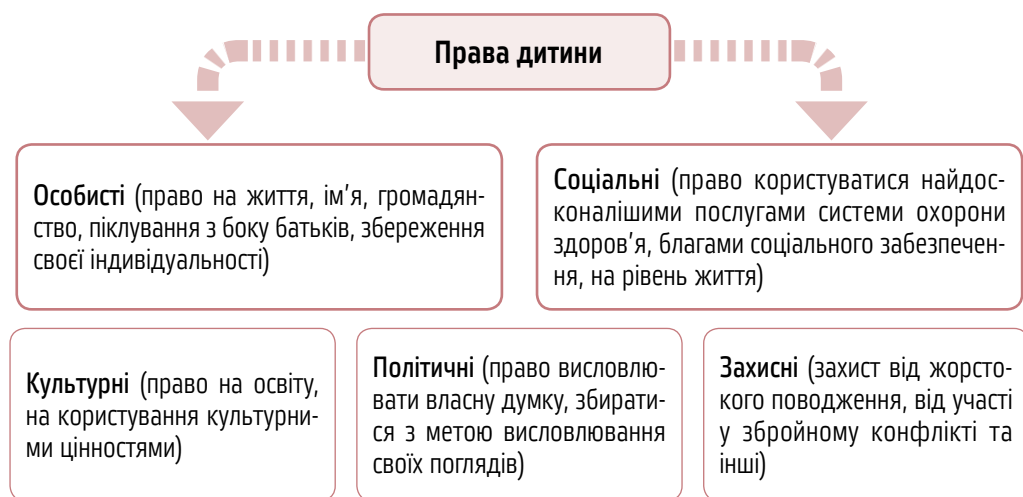 Права дитини
Особисті (право на життя, ім’я, громадян-
ство, піклування з боку батьків, збереження
своєї індивідуальності)
Соціальні (право користуватися найдос-
коналішими послугами системи охорони
здоров’я, благами соціального забезпечен-
ня, на рівень життя)
Культурні (право на освіту,
на користування культурни-
ми цінностями)
Політичні (право висловлю-
вати власну думку, збирати-
ся з метою висловлювання
своїх поглядів)
Захисні (захист від жорсто-
кого поводження, від участі
у збройному конфлікті та
інші)